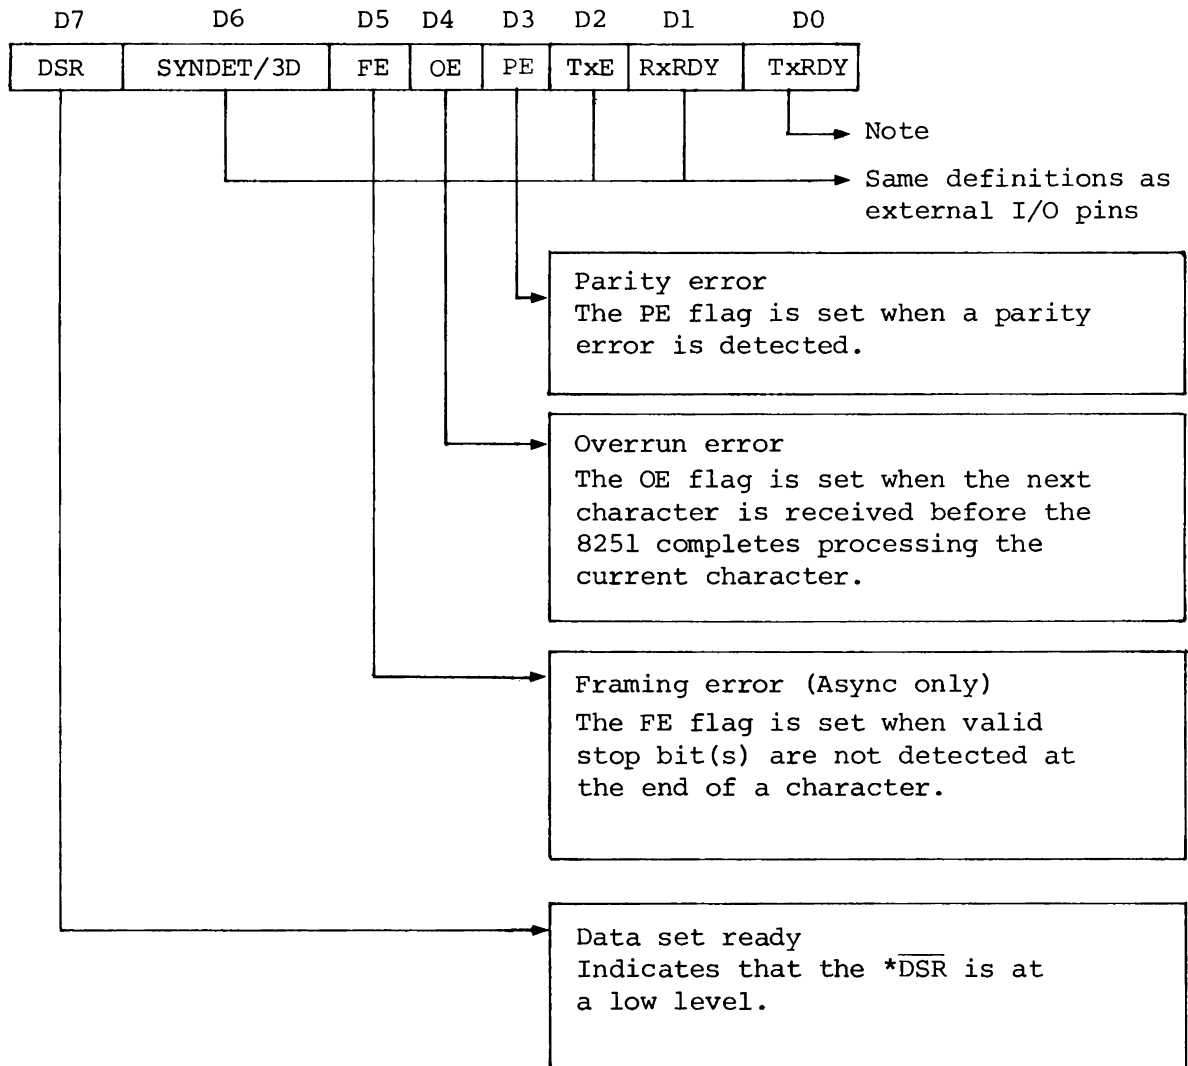 D7 D6 D5 D4 D3 D2 D1 D0
DSR SYNDET/3D FE OE PE TxE RxRDY TxRDY
Note
Same definitions as
external I/O pins
Parity error
The PE flag is set when a parity
error is detected.
Overrun error
The OE flag is set when the next
character is received before the
8251 completes processing the
current character.
Framing error (Async only)
The FE flag is set when valid
stop bit(s) are not detected at
the end of a character.
Data set ready
Indicates that the *D̅S̅R̅ is at
a low level.